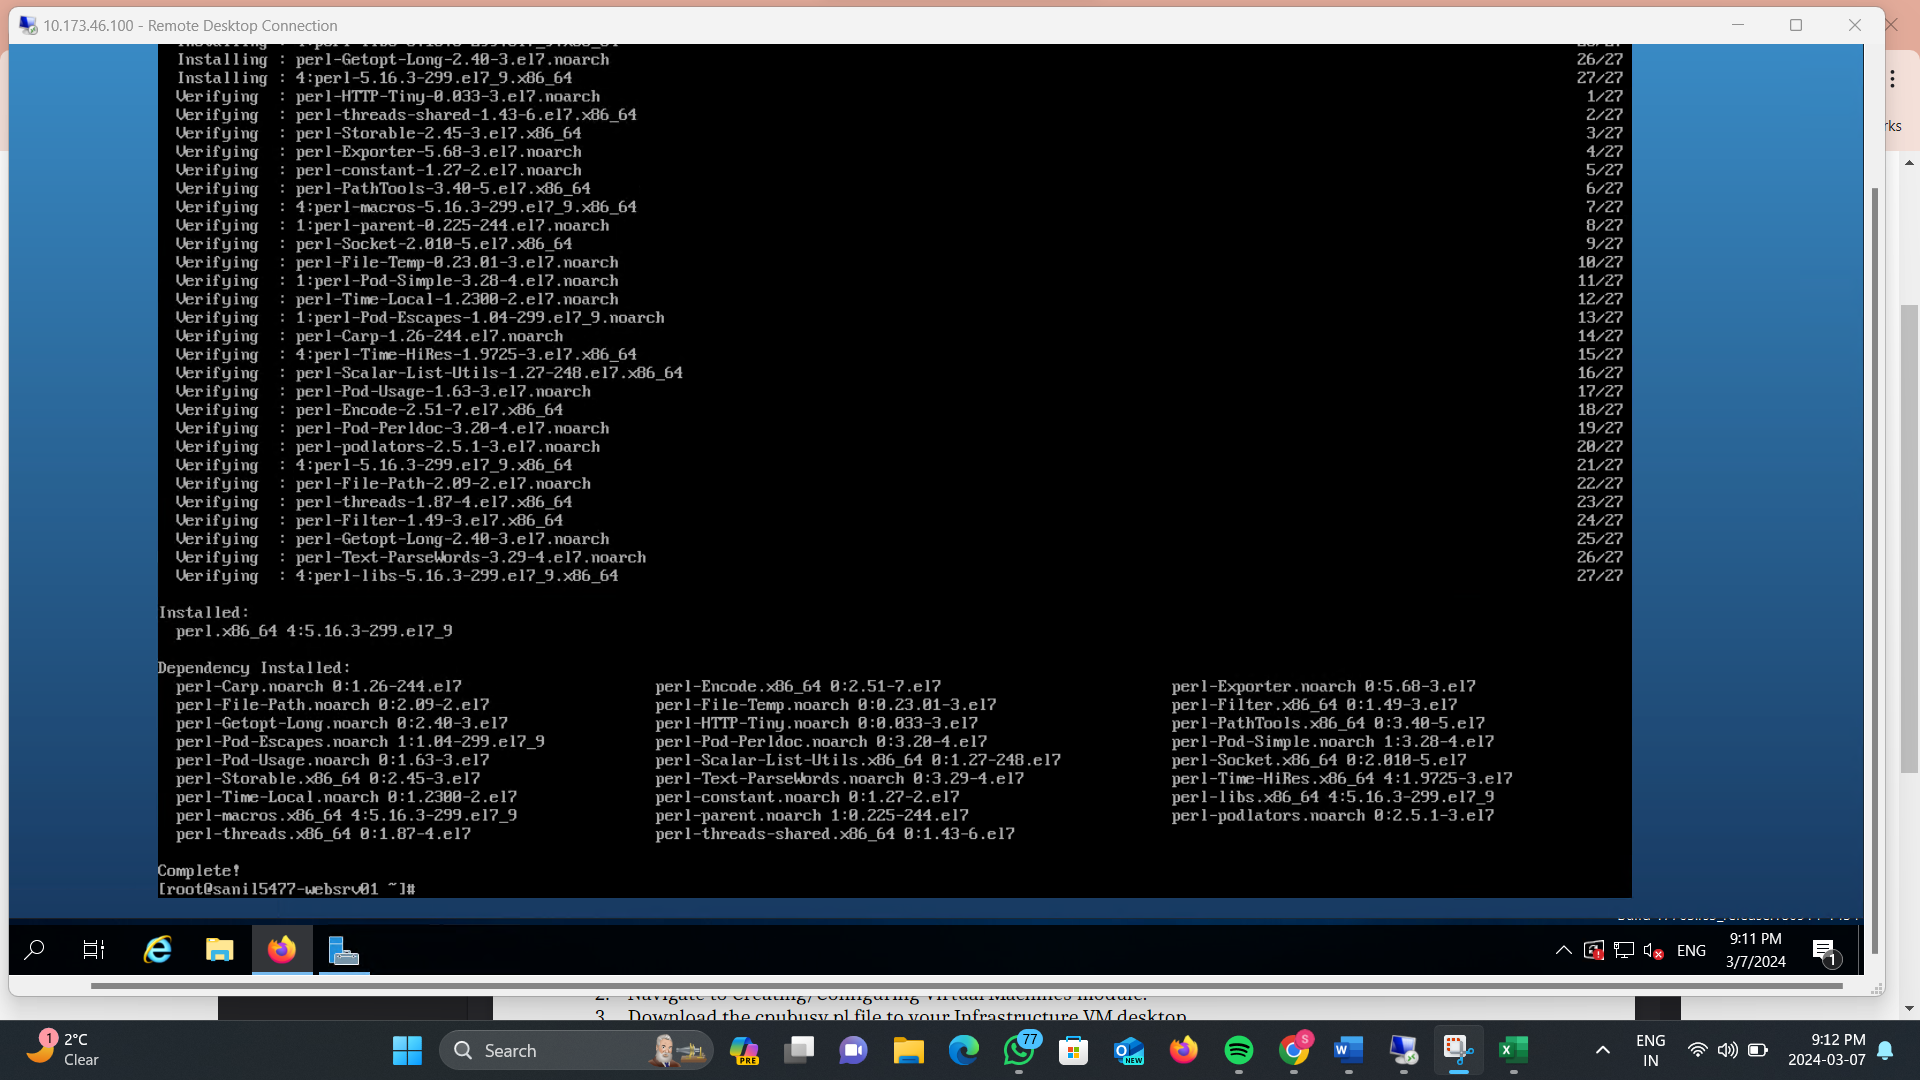 10.173.46.100 - Remote Desktop Connection
Installing : perl-Getopt-Long-2.40-3.el7.noarch 26/27
Installing : 4:perl-5.16.3-299.el7_9.x86_64 27/27
Verifying : perl-HTTP-Tiny-0.033-3.el7.noarch 1/27
Verifying : perl-threads-shared-1.43-6.el7.x86_64 2/27
Verifying : perl-Storable-2.45-3.el7.x86_64 3/27
Verifying : perl-Exporter-5.68-3.el7.noarch 4/27
Verifying : perl-constant-1.27-2.el7.noarch 5/27
Verifying : perl-PathTools-3.40-5.el7.x86_64 6/27
Verifying : 4:perl-macros-5.16.3-299.el7_9.x86_64 7/27
Verifying : 1:perl-parent-0.225-244.el7.noarch 8/27
Verifying : perl-Socket-2.010-5.el7.x86_64 9/27
Verifying : perl-File-Temp-0.23.01-3.el7.noarch 10/27
Verifying : 1:perl-Pod-Simple-3.28-4.el7.noarch 11/27
Verifying : perl-Time-Local-1.2300-2.el7.noarch 12/27
Verifying : 1:perl-Pod-Escapes-1.04-299.el7_9.noarch 13/27
Verifying : perl-Carp-1.26-244.el7.noarch 14/27
Verifying : 4:perl-Time-HiRes-1.9725-3.el7.x86_64 15/27
Verifying : perl-Scalar-List-Utils-1.27-248.el7.x86_64 16/27
Verifying : perl-Pod-Usage-1.63-3.el7.noarch 17/27
Verifying : perl-Encode-2.51-7.el7.x86_64 18/27
Verifying : perl-Pod-Perldoc-3.20-4.el7.noarch 19/27
Verifying : perl-podlators-2.5.1-3.el7.noarch 20/27
Verifying : 4:perl-5.16.3-299.el7_9.x86_64 21/27
Verifying : perl-File-Path-2.09-2.el7.noarch 22/27
Verifying : perl-threads-1.87-4.el7.x86_64 23/27
Verifying : perl-Filter-1.49-3.el7.x86_64 24/27
Verifying : perl-Getopt-Long-2.40-3.el7.noarch 25/27
Verifying : perl-Text-ParseWords-3.29-4.el7.noarch 26/27
Verifying : 4:perl-libs-5.16.3-299.el7_9.x86_64 27/27
Installed:
perl.x86_64 4:5.16.3-299.el7_9
Dependency Installed:
perl-Carp.noarch 0:1.26-244.el7 perl-Encode.x86_64 0:2.51-7.el7 perl-Exporter.noarch 0:5.68-3.el7
perl-File-Path.noarch 0:2.09-2.el7 perl-File-Temp.noarch 0:0.23.01-3.el7 perl-Filter.x86_64 0:1.49-3.el7
perl-Getopt-Long.noarch 0:2.40-3.el7 perl-HTTP-Tiny.noarch 0:0.033-3.el7 perl-PathTools.x86_64 0:3.40-5.el7
perl-Pod-Escapes.noarch 1:1.04-299.el7_9 perl-Pod-Perldoc.noarch 0:3.20-4.el7 perl-Pod-Simple.noarch 1:3.28-4.el7
perl-Pod-Usage.noarch 0:1.63-3.el7 perl-Scalar-List-Utils.x86_64 0:1.27-248.el7 perl-Socket.x86_64 0:2.010-5.el7
perl-Storable.x86_64 0:2.45-3.el7 perl-Text-ParseWords.noarch 0:3.29-4.el7 perl-Time-HiRes.x86_64 4:1.9725-3.el7
perl-Time-Local.noarch 0:1.2300-2.el7 perl-constant.noarch 0:1.27-2.el7 perl-libs.x86_64 4:5.16.3-299.el7_9
perl-macros.x86_64 4:5.16.3-299.el7_9 perl-parent.noarch 1:0.225-244.el7 perl-podlators.noarch 0:2.5.1-3.el7
perl-threads.x86_64 0:1.87-4.el7 perl-threads-shared.x86_64 0:1.43-6.el7
Complete!
[root@sanil5477-websrv01 ~]#
ENG
9:11 PM
3/7/2024
1
rks
2. Navigate to Creating/Configuring Virtual Machines module.
3. Download the cpubusy.pl file to your Infrastructure VM desktop
1
2°C
Clear
Search
PRE
77
S
ENG
IN
9:12 PM
2024-03-07